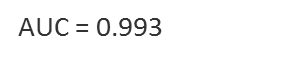 AUC = 0.993